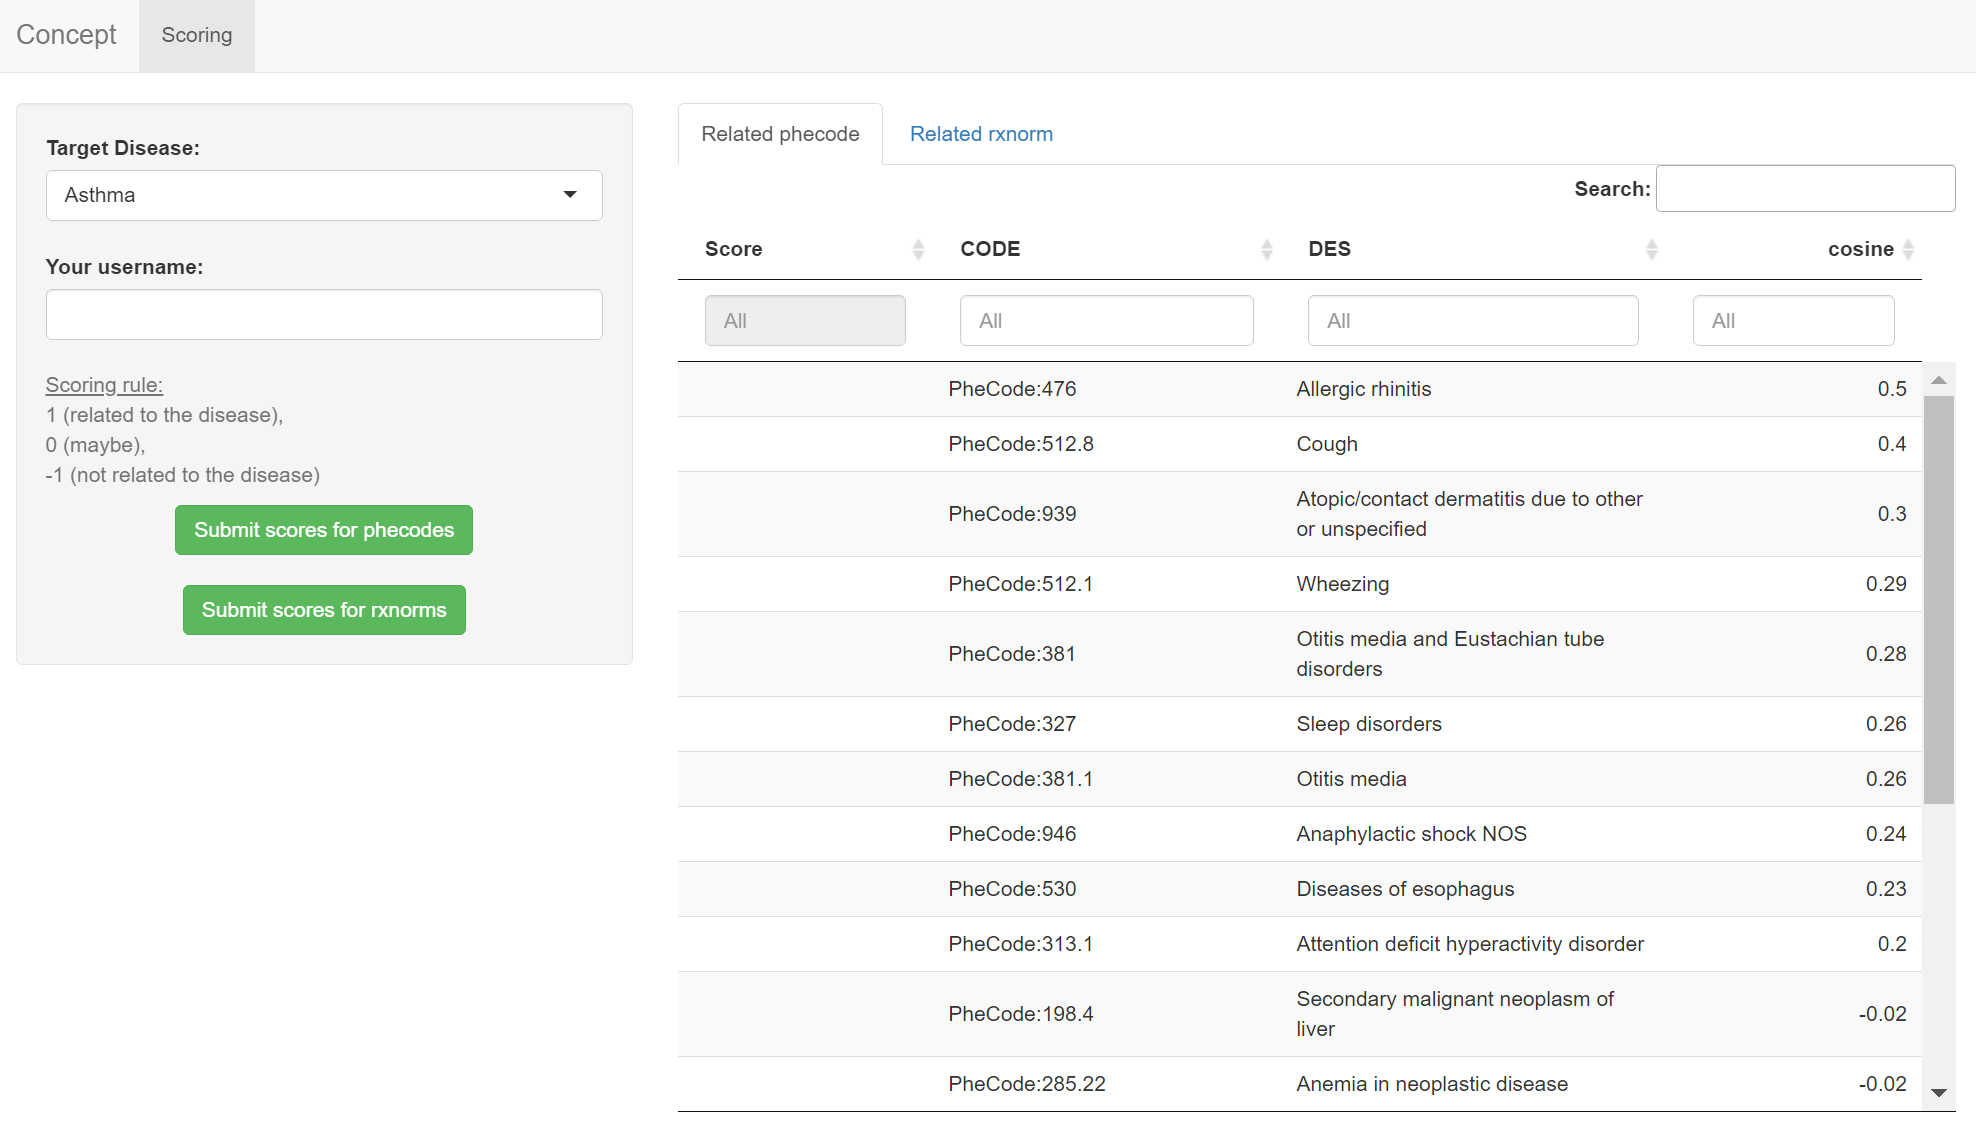 Concept Scoring
Target Disease:
Asthma
Your username:
Scoring rule:
1 (related to the disease),
0 (maybe),
-1 (not related to the disease)
Submit scores for phecodes
Submit scores for rxnorms
Related phecode Related rxnorm
Search:
Score CODE DES cosine
All All All All
PheCode:476 Allergic rhinitis 0.5
PheCode:512.8 Cough 0.4
PheCode:939 Atopic/contact dermatitis due to other 0.3
or unspecified
PheCode:512.1 Wheezing 0.29
PheCode:381 Otitis media and Eustachian tube 0.28
disorders
PheCode:327 Sleep disorders 0.26
PheCode:381.1 Otitis media 0.26
PheCode:946 Anaphylactic shock NOS 0.24
PheCode:530 Diseases of esophagus 0.23
PheCode:313.1 Attention deficit hyperactivity disorder 0.2
PheCode:198.4 Secondary malignant neoplasm of -0.02
liver
PheCode:285.22 Anemia in neoplastic disease -0.02